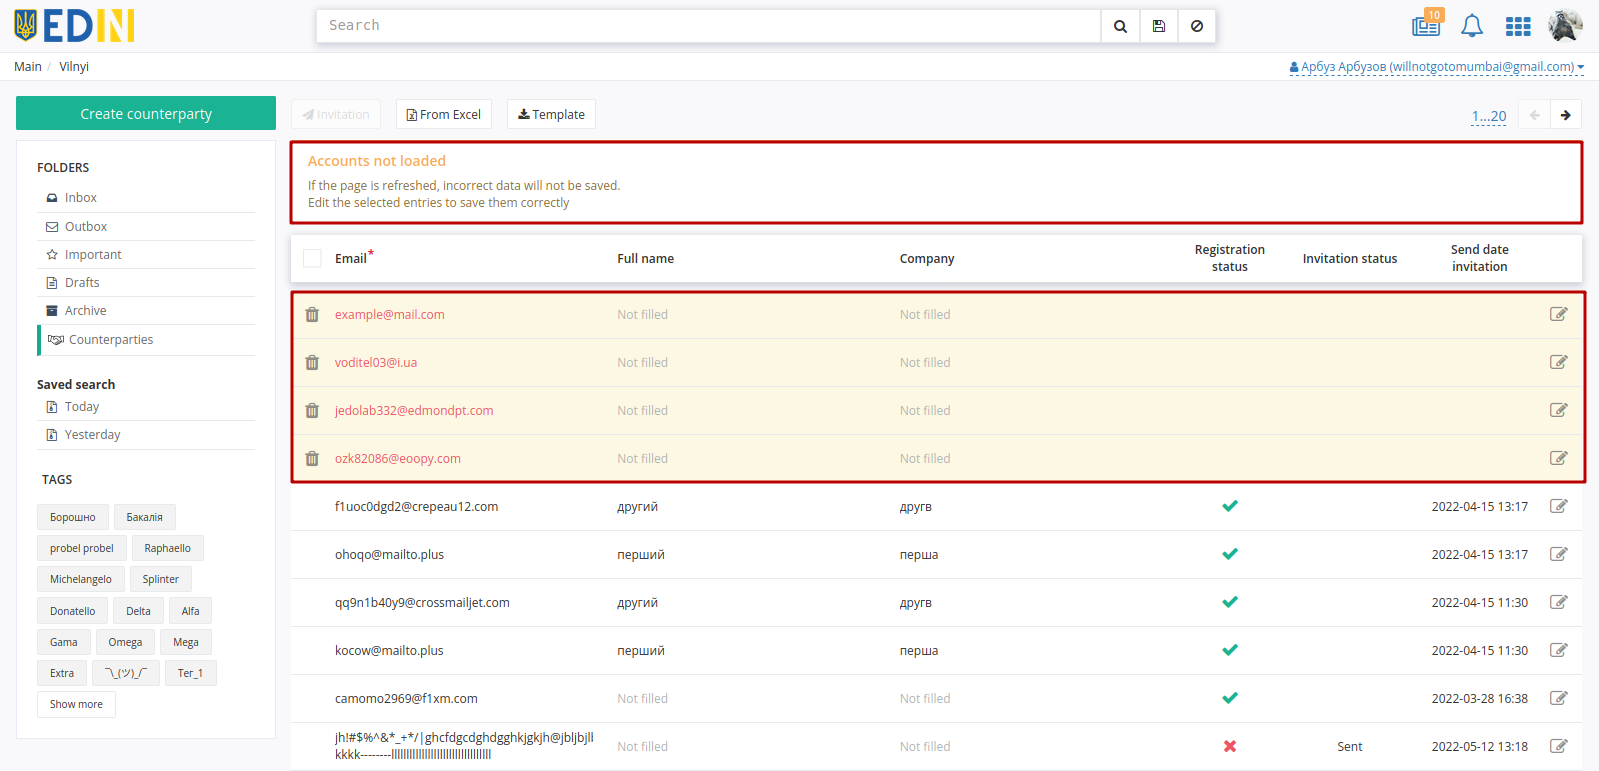 EDIN
Search
10
Main / Vilnyi
Арбуз Арбузов (willnotgotomumbai@gmail.com)
Create counterparty
Invitation
From Excel
Template
1...20
FOLDERS
Inbox
Outbox
Important
Drafts
Archive
Counterparties
Saved search
Today
Yesterday
TAGS
Борошно Бакалія
probel probel Raphaello
Michelangelo Splinter
Donatello Delta Alfa
Gama Omega Mega
Extra ¯\_(ツ)_/¯ Тег_1
Show more
Accounts not loaded
If the page is refreshed, incorrect data will not be saved.
Edit the selected entries to save them correctly
Email* Full name Company Registration status Invitation status Send date invitation
example@mail.com Not filled Not filled
voditel03@i.ua Not filled Not filled
jedolab332@edmondpt.com Not filled Not filled
ozk82086@eoopy.com Not filled Not filled
f1uoc0dgd2@crepeau12.com другий друга 2022-04-15 13:17
ohoqo@mailto.plus перший перша 2022-04-15 13:17
qq9n1b40y9@crossmailjet.com другий друга 2022-04-15 11:30
kocow@mailto.plus перший перша 2022-04-15 11:30
camomo2969@f1xm.com Not filled Not filled 2022-03-28 16:38
jh!#$%^&*_+*/|ghcfdgcdghdgghkjgkjh@jbljbjlb Not filled Not filled Sent 2022-05-12 13:18